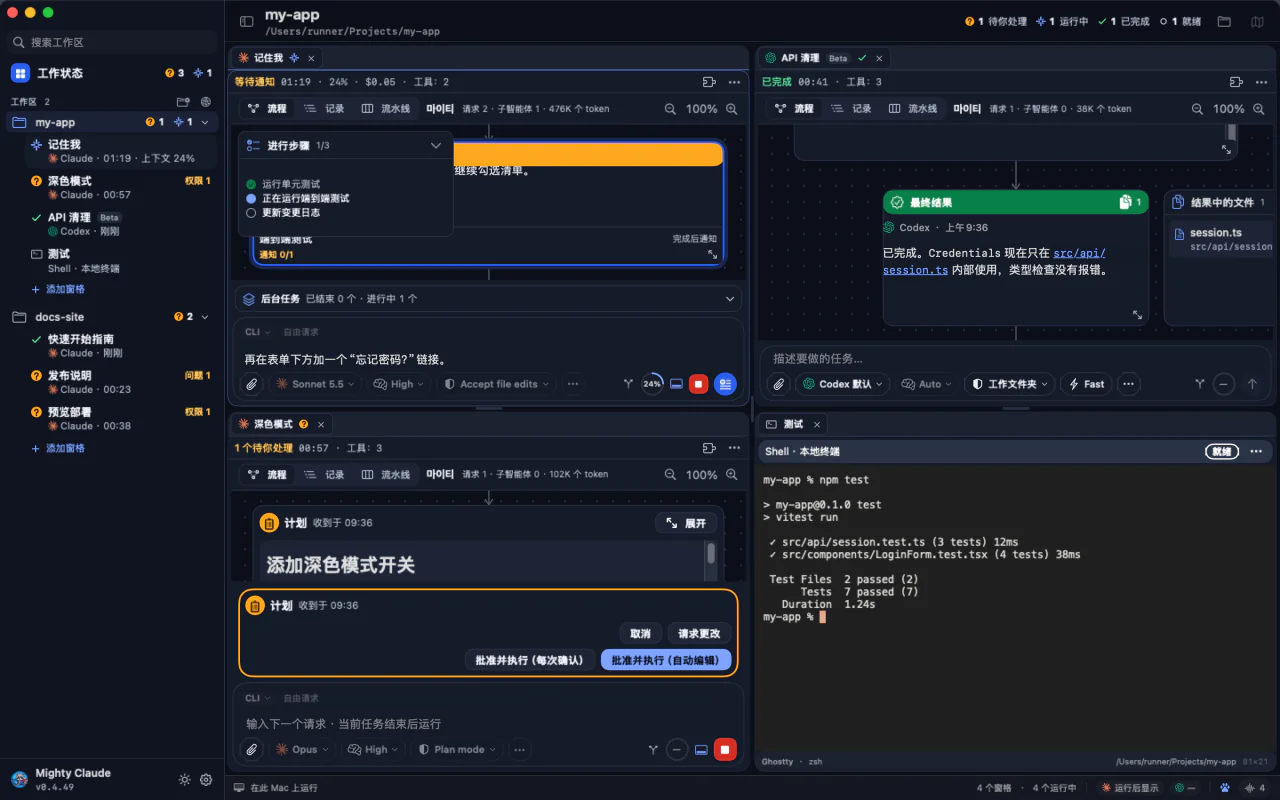 搜索工作区
工作状态 3 1
工作区 2
my-app 1 1
记住我
Claude · 01:19 · 上下文 24%
深色模式 权限 1
Claude · 00:57
API 清理 Beta
Codex · 刚刚
测试
Shell · 本地终端
+ 添加窗格
docs-site 2
快速开始指南
Claude · 刚刚
发布说明 问题 1
Claude · 00:23
预览部署 权限 1
Claude · 00:38
+ 添加窗格
Mighty Claude
v0.4.49
my-app
/Users/runner/Projects/my-app
1 待你处理 1 运行中 1 已完成 1 就绪
记住我
等待通知 01:19 · 24% · $0.05 · 工具: 2
流程 记录 流水线 마이티 请求 2 · 子智能体 1 · 476K 个 token 100%
进行步骤 1/3
运行单元测试
正在运行端到端测试
更新变更日志
继续勾选清单。
端到端测试 完成后通知
通知 0/1
后台任务 已结束 0 个 · 进行中 1 个
CLI 自由请求
再在表单下方加一个“忘记密码?”链接。
Sonnet 5.5 High Accept file edits 24%
API 清理 Beta
已完成 00:41 · 工具: 3
流程 记录 流水线 마이티 请求 1 · 子智能体 0 · 38K 个 token 100%
最终结果 1
Codex · 上午9:36
已完成。Credentials 现在只在 src/api/
session.ts 内部使用, 类型检查没有报错。
结果中的文件 1
session.ts
src/api/session
描述要做的任务…
Codex 默认 Auto 工作文件夹 Fast
深色模式
1 个待你处理 00:57 · 工具: 3
流程 记录 流水线 마이티 请求 1 · 子智能体 0 · 102K 个 token 100%
计划 收到于 09:36 展开
添加深色模式开关
计划 收到于 09:36
取消 请求更改
批准并执行 (每次确认) 批准并执行 (自动编辑)
CLI 自由请求
输入下一个请求 · 当前任务结束后运行
Opus High Plan mode
测试
Shell · 本地终端 就绪
my-app % npm test
> my-app@0.1.0 test
> vitest run
✓ src/api/session.test.ts (3 tests) 12ms
✓ src/components/LoginForm.test.tsx (4 tests) 38ms
Test Files 2 passed (2)
Tests 7 passed (7)
Duration 1.24s
my-app %
Ghostty · zsh /Users/runner/Projects/my-app 81×21
在此 Mac 上运行 4 个窗格 · 4 个运行中 运行后显示 — 4